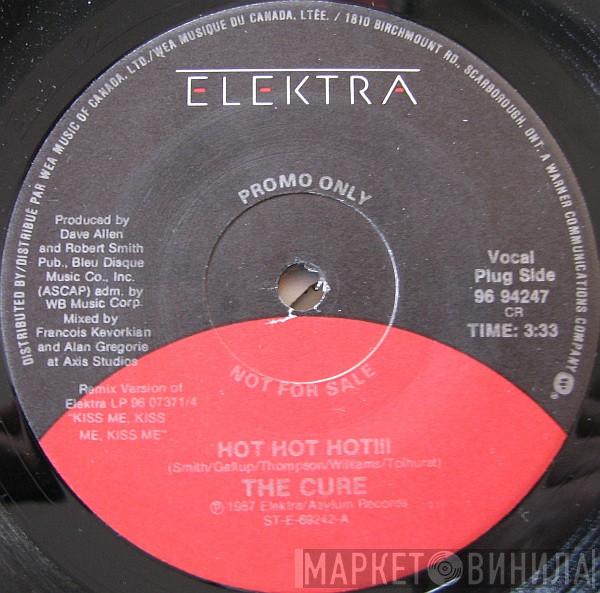 DISTRIBUTED BY/DISTRIBUÉ PAR WEA MUSIC OF CANADA, LTD./WEA MUSIQUE DU CANADA, LTÉE. / 1810 BIRCHMOUNT RD., SCARBOROUGH, ONT. A WARNER COMMUNICATIONS COMPANY
ELEKTRA
PROMO ONLY
Produced by
Dave Allen
and Robert Smith
Pub., Bleu Disque
Music Co., Inc.
(ASCAP) adm. by
WB Music Corp.
Mixed by
Francois Kevorkian
and Alan Gregorie
at Axis Studios
Vocal
Plug Side
96 94247
CR
TIME: 3:33
Remix Version of
Elektra LP 96 07371/4
"KISS ME, KISS
ME, KISS ME"
NOT FOR SALE
HOT HOT HOT!!!
(Smith/Gallup/Thompson/Williams/Tolhurst)
THE CURE
Ⓟ 1987 Elektra/Asylum Records
ST-E-69242-A
МАРКЕТ ВИНИЛА